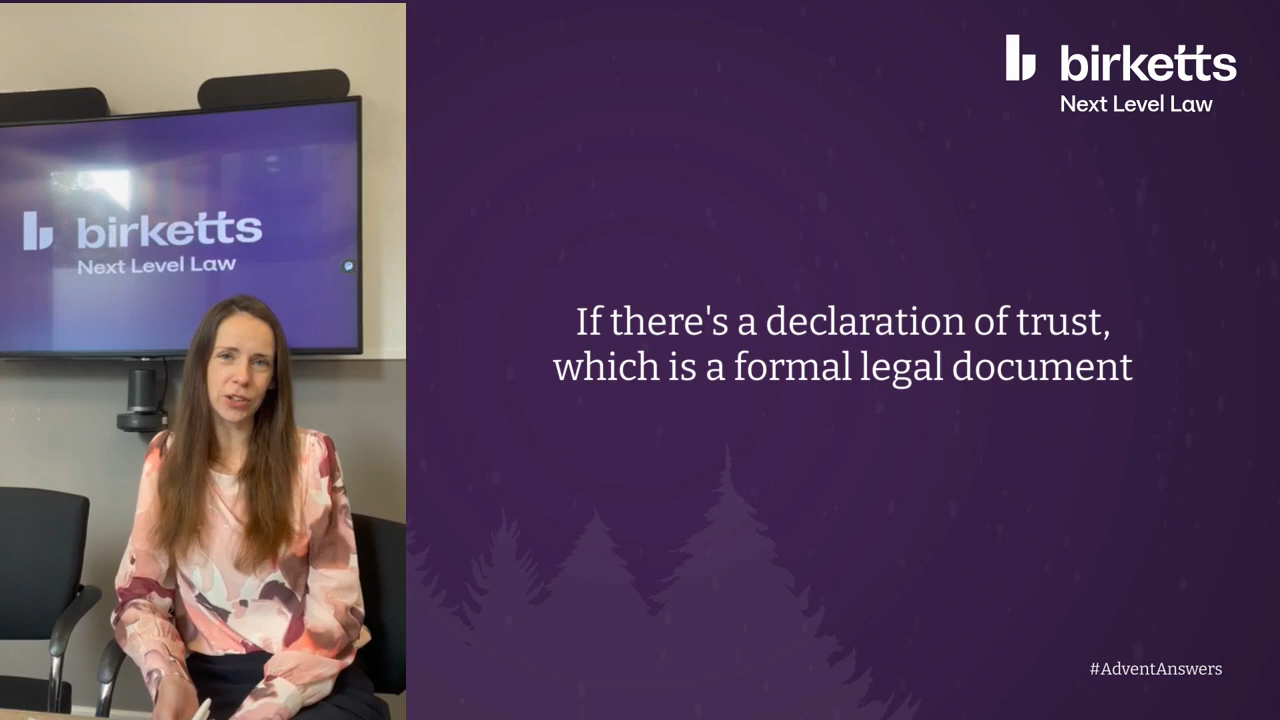 birketts
Next Level Law
birketts
Next Level Law
If there's a declaration of trust,
which is a formal legal document
#AdventAnswers